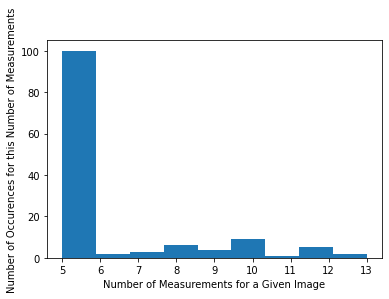 Number of Occurences for this Number of Measurements
100
80
60
40
20
0
5 6 7 8 9 10 11 12 13
Number of Measurements for a Given Image